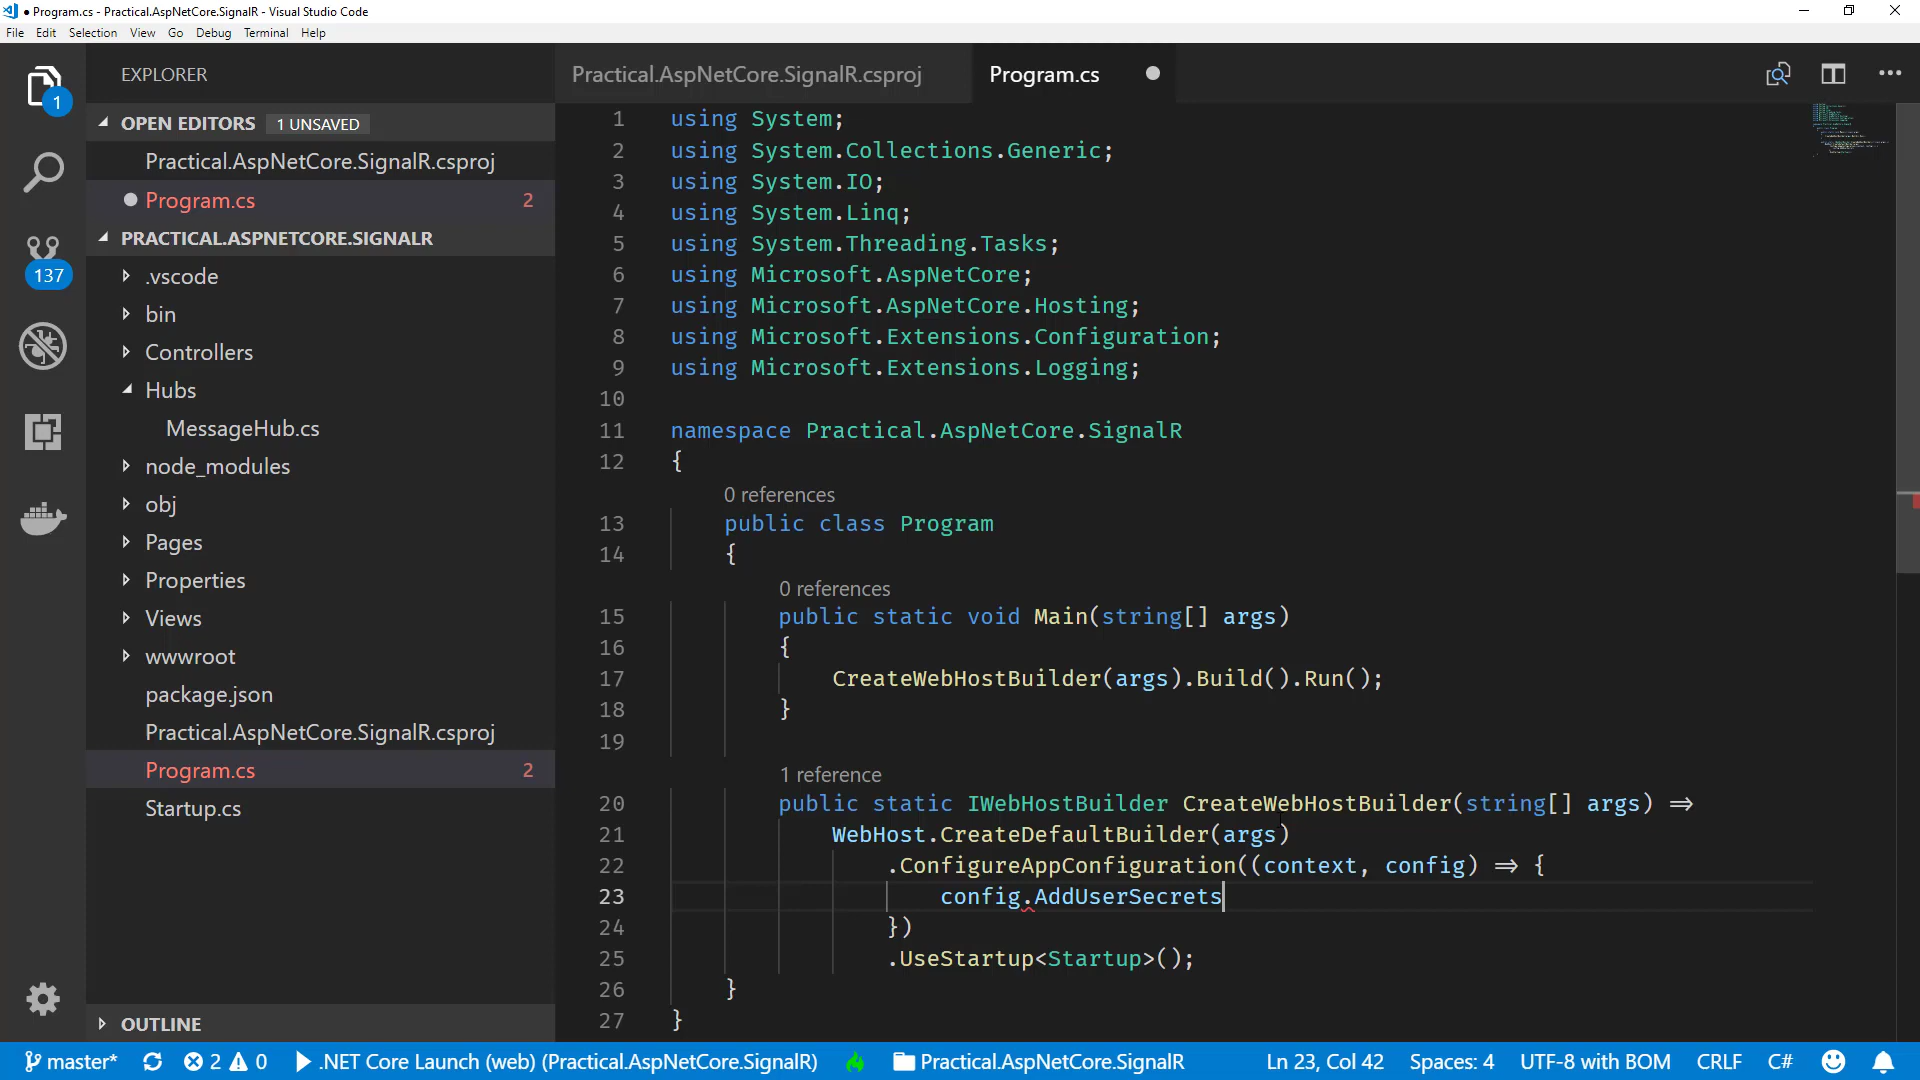 ● Program.cs - Practical.AspNetCore.SignalR - Visual Studio Code
File Edit Selection View Go Debug Terminal Help
1
137
EXPLORER
OPEN EDITORS 1 UNSAVED
Practical.AspNetCore.SignalR.csproj
Program.cs 2
PRACTICAL.ASPNETCORE.SIGNALR
.vscode
bin
Controllers
Hubs
MessageHub.cs
node_modules
obj
Pages
Properties
Views
wwwroot
package.json
Practical.AspNetCore.SignalR.csproj
Program.cs 2
Startup.cs
OUTLINE
Practical.AspNetCore.SignalR.csproj Program.cs
1 using System;
2 using System.Collections.Generic;
3 using System.IO;
4 using System.Linq;
5 using System.Threading.Tasks;
6 using Microsoft.AspNetCore;
7 using Microsoft.AspNetCore.Hosting;
8 using Microsoft.Extensions.Configuration;
9 using Microsoft.Extensions.Logging;
10
11 namespace Practical.AspNetCore.SignalR
12 {
0 references
13 public class Program
14 {
0 references
15 public static void Main(string[] args)
16 {
17 CreateWebHostBuilder(args).Build().Run();
18 }
19
1 reference
20 public static IWebHostBuilder CreateWebHostBuilder(string[] args) =>
21 WebHost.CreateDefaultBuilder(args)
22 .ConfigureAppConfiguration((context, config) => {
23 config.AddUserSecrets
24 })
25 .UseStartup<Startup>();
26 }
27 }
master* 2 0 .NET Core Launch (web) (Practical.AspNetCore.SignalR) Practical.AspNetCore.SignalR Ln 23, Col 42 Spaces: 4 UTF-8 with BOM CRLF C#